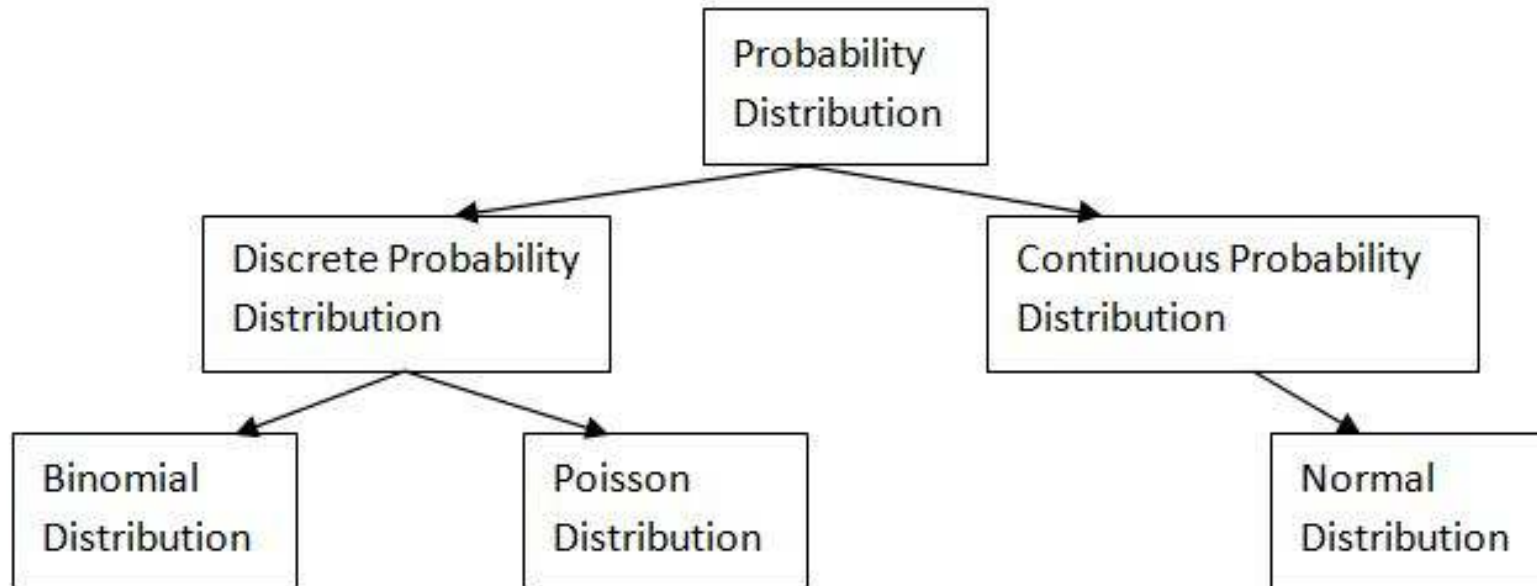 Probability
Distribution
Discrete Probability
Distribution
Continuous Probability
Distribution
Binomial
Distribution
Poisson
Distribution
Normal
Distribution